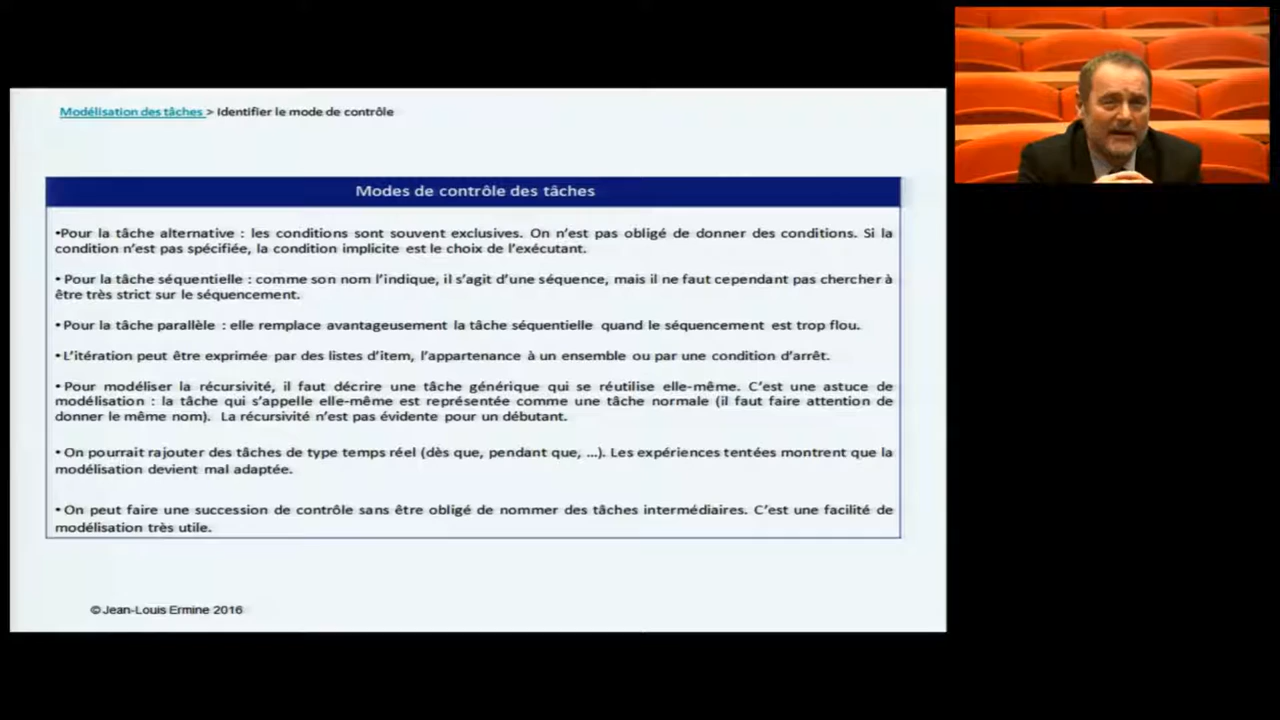 Modélisation des tâches > Identifier le mode de contrôle
Modes de contrôle des tâches
•Pour la tâche alternative : les conditions sont souvent exclusives. On n’est pas obligé de donner des conditions. Si la
condition n’est pas spécifiée, la condition implicite est le choix de l’exécutant.
• Pour la tâche séquentielle : comme son nom l’indique, il s’agit d’une séquence, mais il ne faut cependant pas chercher à
être très strict sur le séquencement.
• Pour la tâche parallèle : elle remplace avantageusement la tâche séquentielle quand le séquencement est trop flou.
• L’itération peut être exprimée par des listes d’item, l’appartenance à un ensemble ou par une condition d’arrêt.
• Pour modéliser la récursivité, il faut décrire une tâche générique qui se réutilise elle-même. C’est une astuce de
modélisation : la tâche qui s’appelle elle-même est représentée comme une tâche normale (il faut faire attention de
donner le même nom). La récursivité n’est pas évidente pour un débutant.
• On pourrait rajouter des tâches de type temps réel (dès que, pendant que, …). Les expériences tentées montrent que la
modélisation devient mal adaptée.
• On peut faire une succession de contrôle sans être obligé de nommer des tâches intermédiaires. C’est une facilité de
modélisation très utile.
©Jean-Louis Ermine 2016